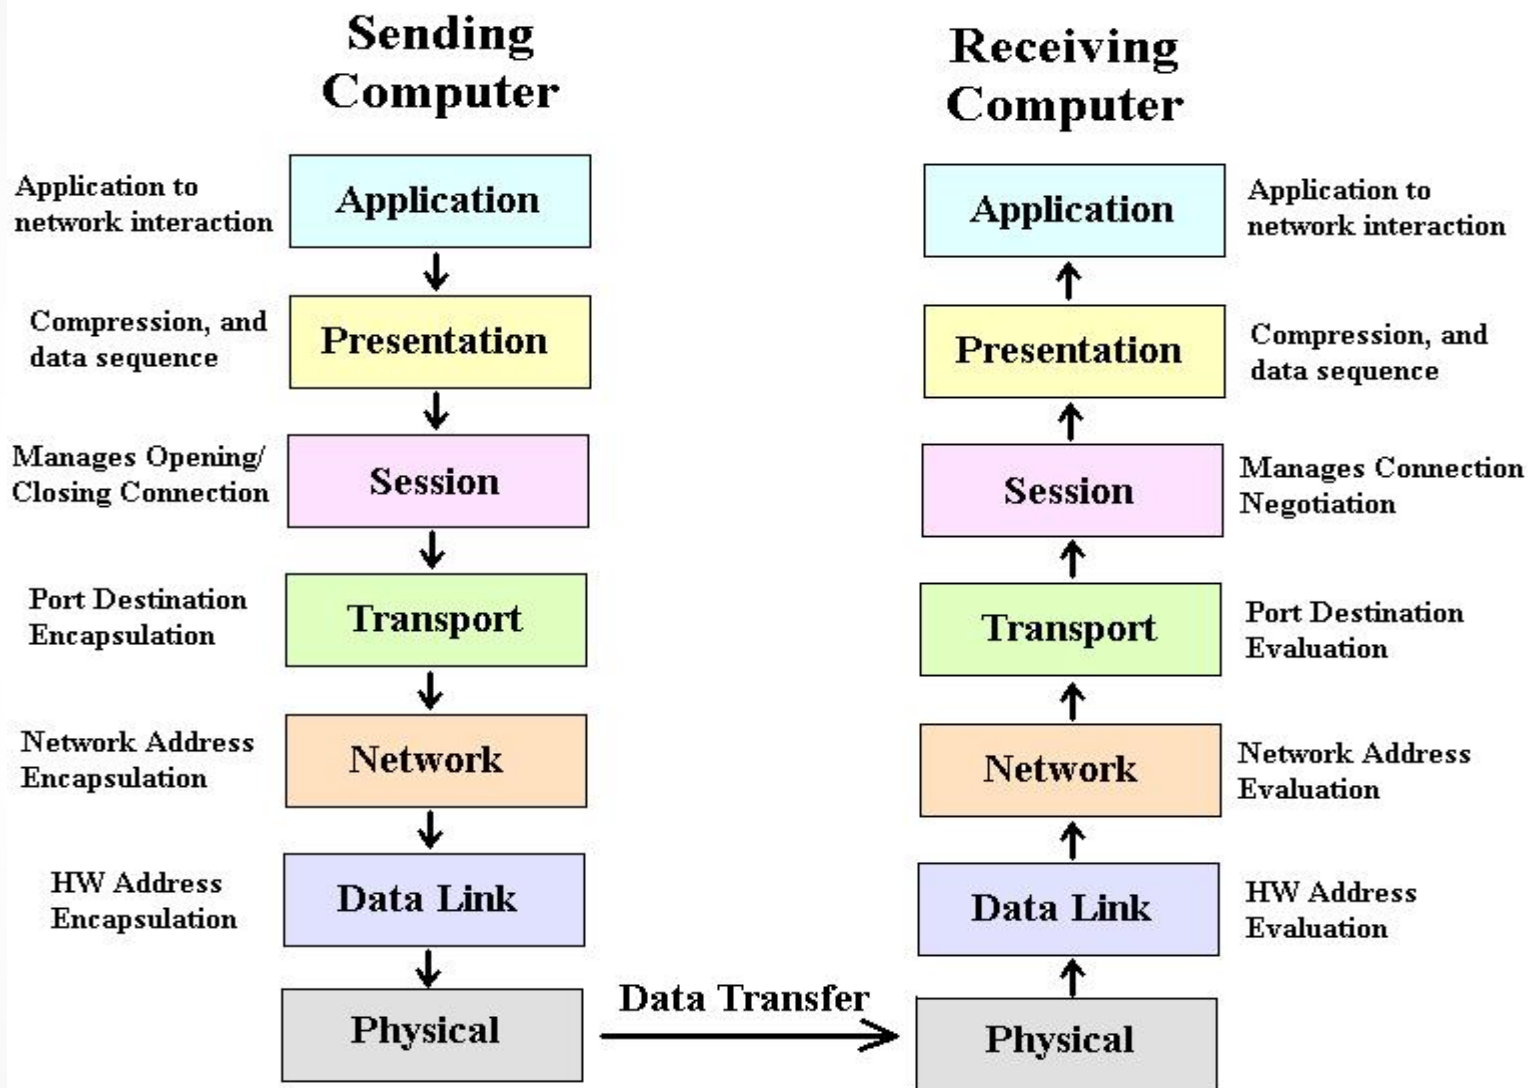 Sending
Computer
Application to
network interaction
Application
Compression, and
data sequence
Presentation
Manages Opening/
Closing Connection
Session
Port Destination
Encapsulation
Transport
Network Address
Encapsulation
Network
HW Address
Encapsulation
Data Link
Physical
Data Transfer
Receiving
Computer
Application
Application to
network interaction
Presentation
Compression, and
data sequence
Session
Manages Connection
Negotiation
Transport
Port Destination
Evaluation
Network
Network Address
Evaluation
Data Link
HW Address
Evaluation
Physical